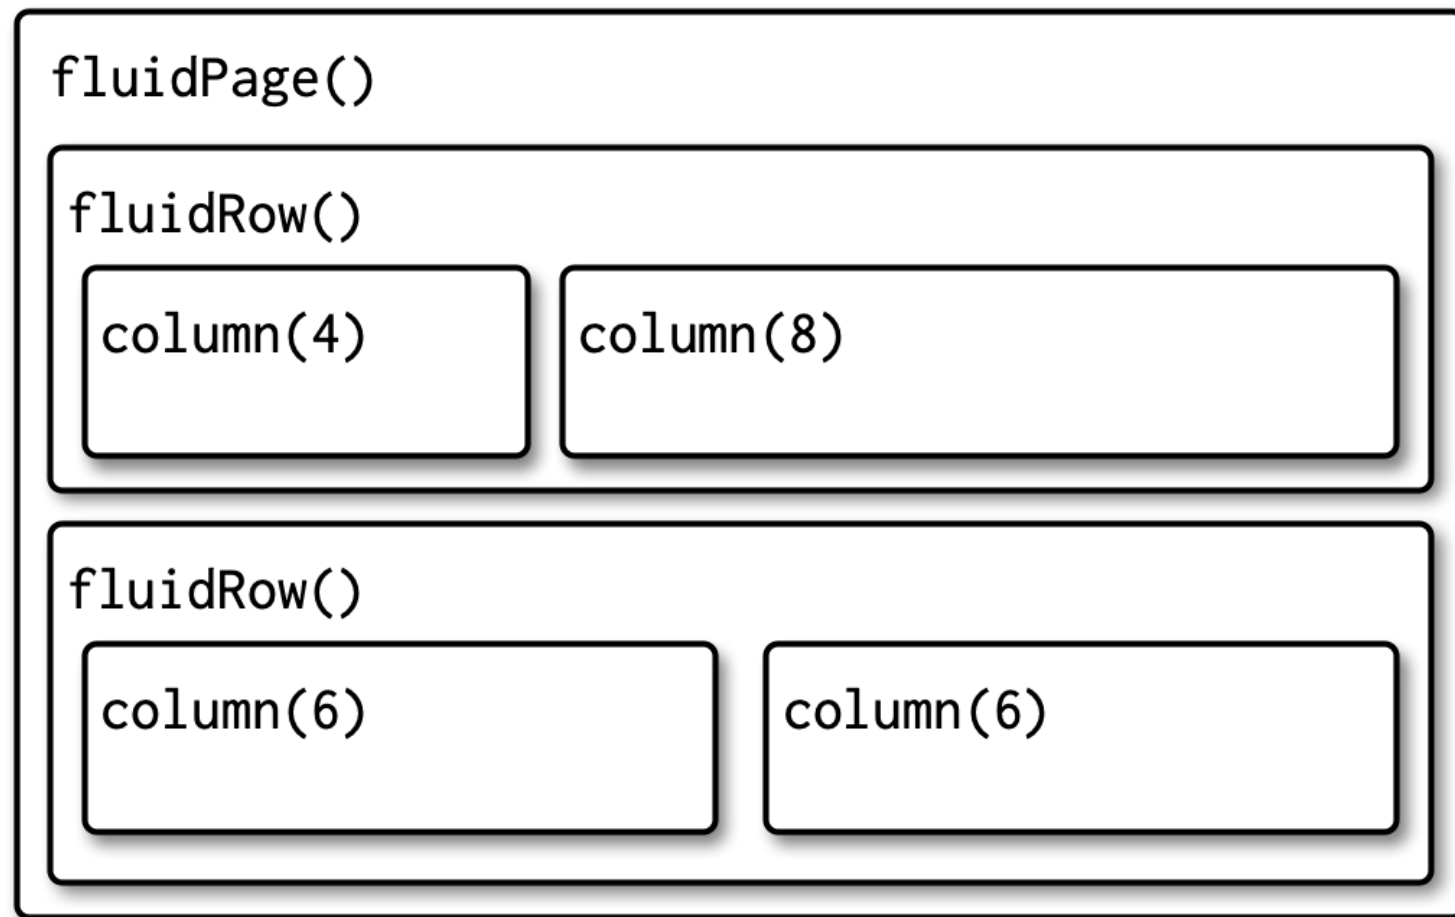 fluidPage()
fluidRow()
column(4) column(8)
fluidRow()
column(6) column(6)